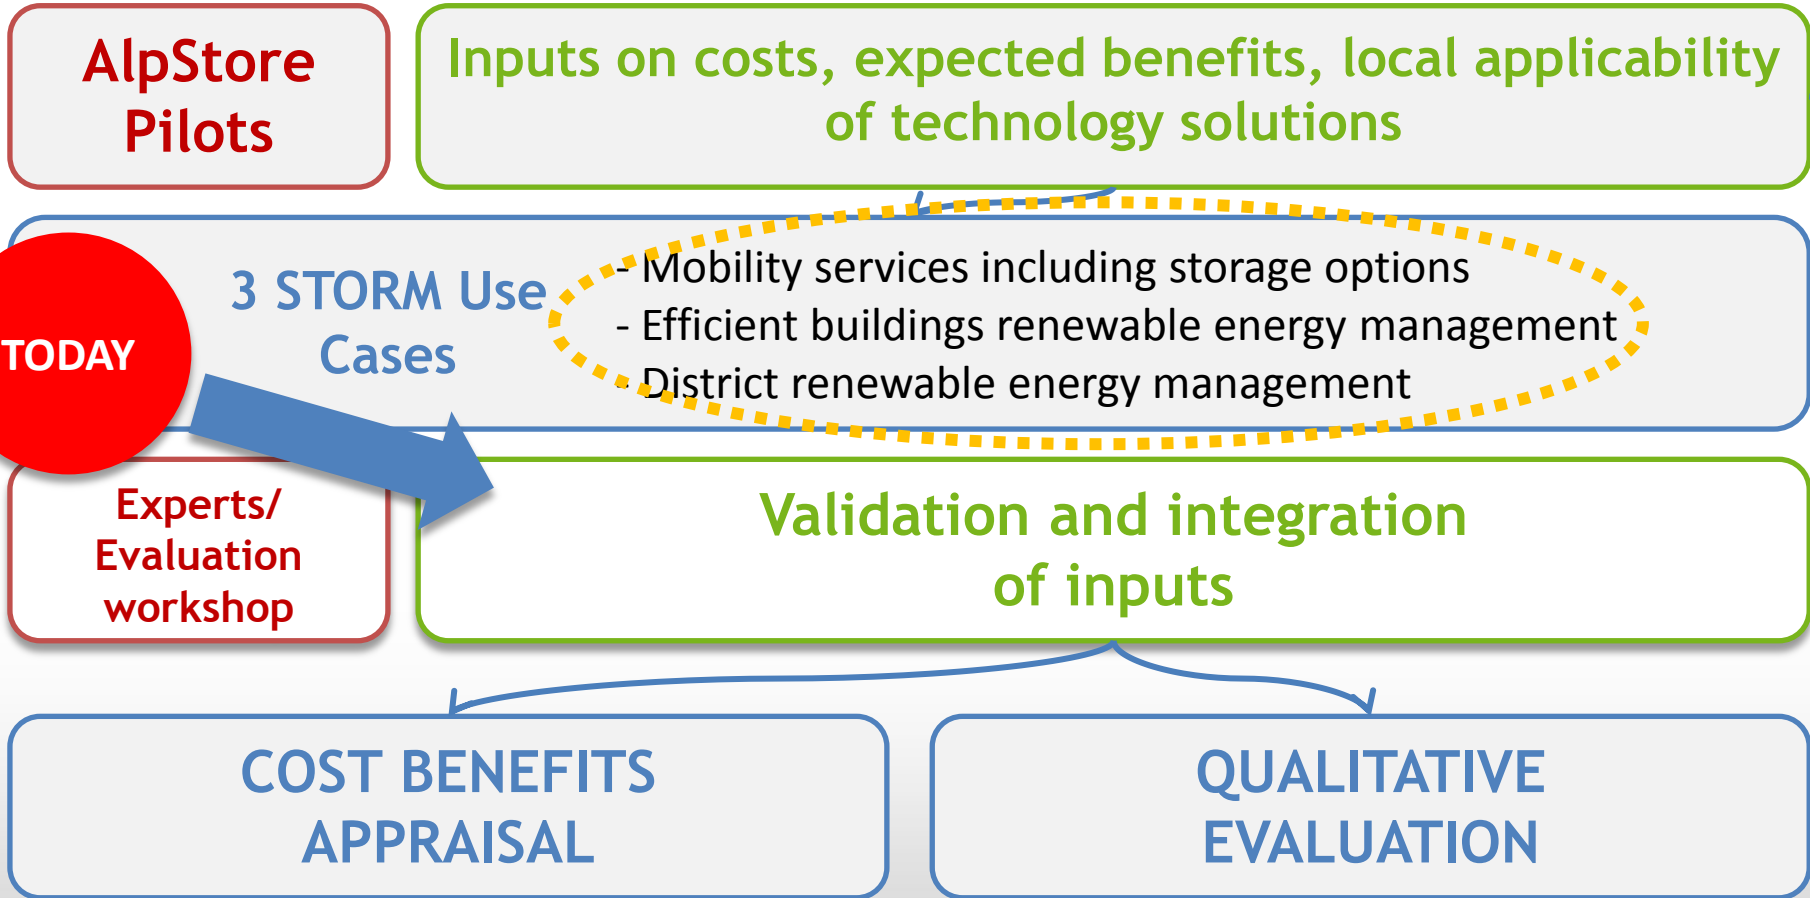 AlpStore
Pilots
Inputs on costs, expected benefits, local applicability
of technology solutions
TODAY
3 STORM Use
Cases
- Mobility services including storage options
- Efficient buildings renewable energy management
- District renewable energy management
Experts/
Evaluation
workshop
Validation and integration
of inputs
COST BENEFITS
APPRAISAL
QUALITATIVE
EVALUATION